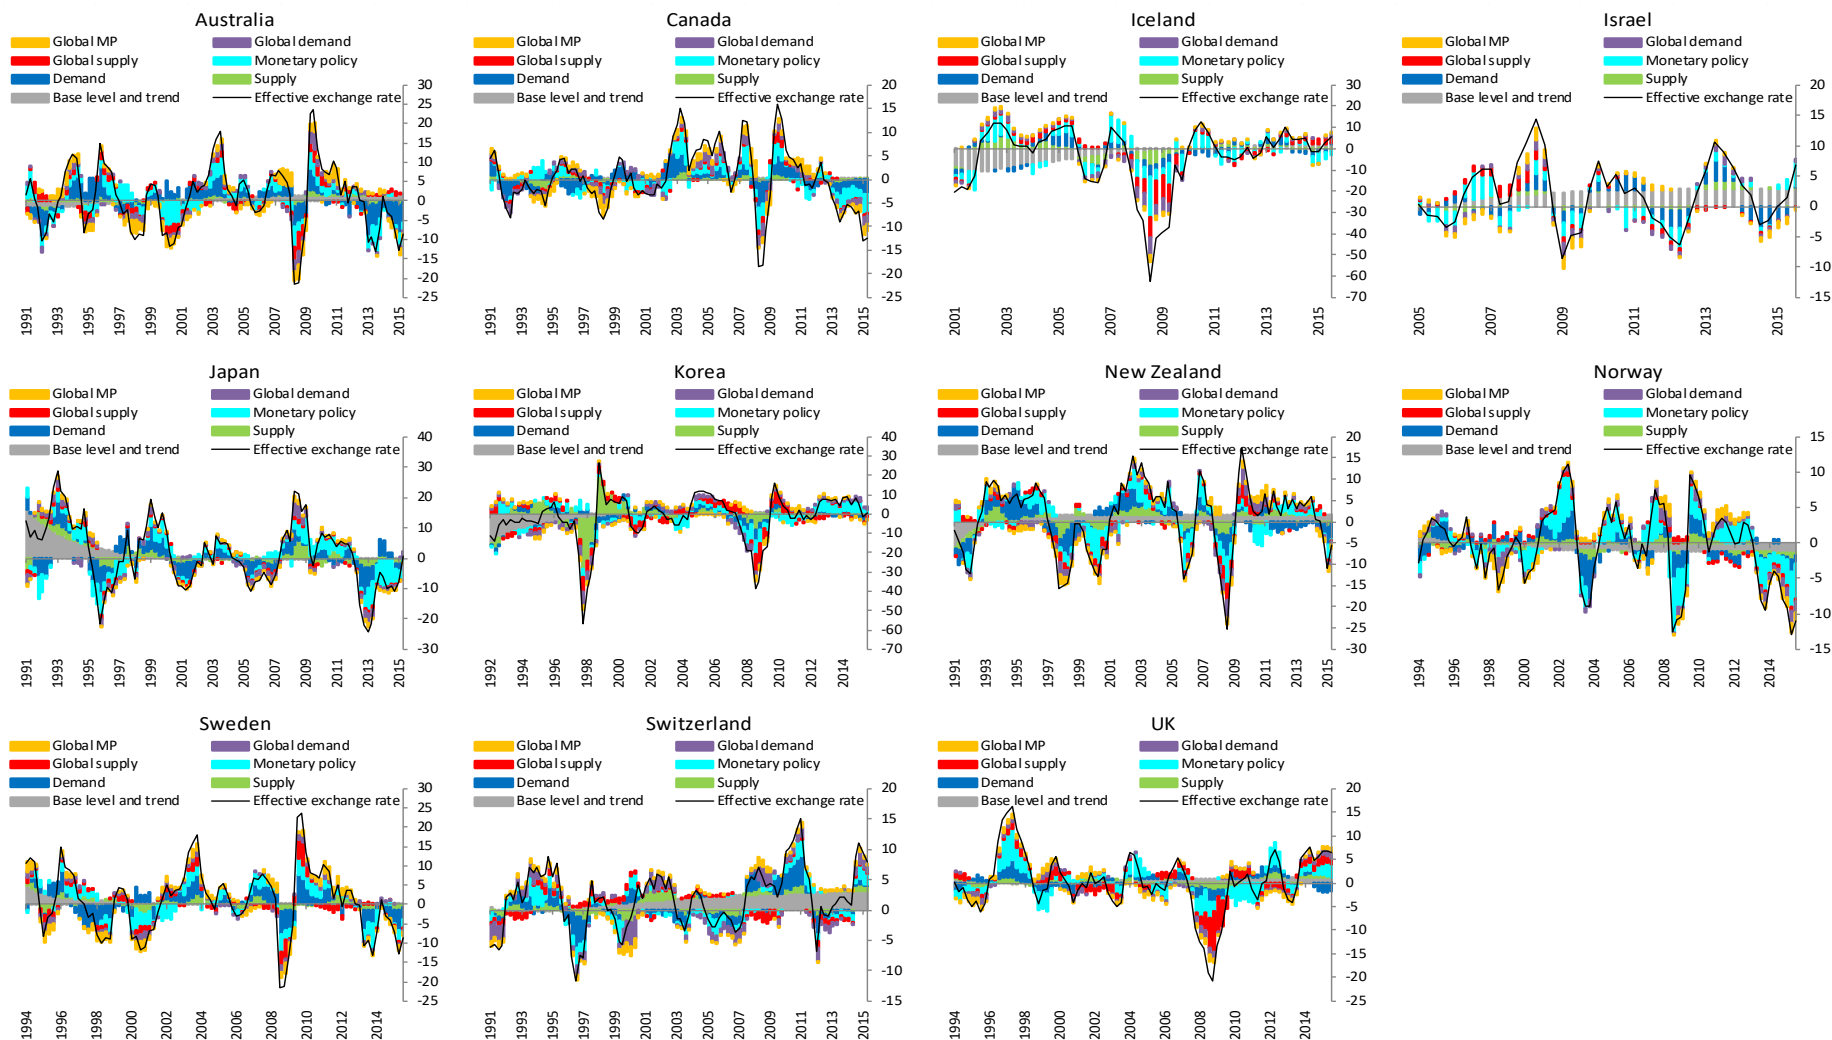 Australia
Global MP
Global demand
Global supply
Monetary policy
Demand
Supply
Base level and trend
Effective exchange rate
30
25
20
15
10
5
0
-5
-10
-15
-20
-25
1991
1993
1995
1997
1999
2001
2003
2005
2007
2009
2011
2013
2015
Canada
Global MP
Global demand
Global supply
Monetary policy
Demand
Supply
Base level and trend
Effective exchange rate
20
15
10
5
0
-5
-10
-15
-20
-25
1991
1993
1995
1997
1999
2001
2003
2005
2007
2009
2011
2013
2015
Iceland
Global MP
Global demand
Global supply
Monetary policy
Demand
Supply
Base level and trend
Effective exchange rate
30
20
10
0
-10
-20
-30
-40
-50
-60
-70
2001
2003
2005
2007
2009
2011
2013
2015
Israel
Global MP
Global demand
Global supply
Monetary policy
Demand
Supply
Base level and trend
Effective exchange rate
20
15
10
5
0
-5
-10
-15
2005
2007
2009
2011
2013
2015
Japan
Global MP
Global demand
Global supply
Monetary policy
Demand
Supply
Base level and trend
Effective exchange rate
40
30
20
10
0
-10
-20
-30
1991
1993
1995
1997
1999
2001
2003
2005
2007
2009
2011
2013
2015
Korea
Global MP
Global demand
Global supply
Monetary policy
Demand
Supply
Base level and trend
Effective exchange rate
40
30
20
10
0
-10
-20
-30
-40
-50
-60
-70
1992
1994
1996
1998
2000
2002
2004
2006
2008
2010
2012
2014
New Zealand
Global MP
Global demand
Global supply
Monetary policy
Demand
Supply
Base level and trend
Effective exchange rate
20
15
10
5
0
-5
-10
-15
-20
-25
-30
1991
1993
1995
1997
1999
2001
2003
2005
2007
2009
2011
2013
2015
Norway
Global MP
Global demand
Global supply
Monetary policy
Demand
Supply
Base level and trend
Effective exchange rate
15
10
5
0
-5
-10
-15
1994
1996
1998
2000
2002
2004
2006
2008
2010
2012
2014
Sweden
Global MP
Global demand
Global supply
Monetary policy
Demand
Supply
Base level and trend
Effective exchange rate
30
25
20
15
10
5
0
-5
-10
-15
-20
-25
1994
1996
1998
2000
2002
2004
2006
2008
2010
2012
2014
Switzerland
Global MP
Global demand
Global supply
Monetary policy
Demand
Supply
Base level and trend
Effective exchange rate
20
15
10
5
0
-5
-10
-15
1991
1993
1995
1997
1999
2001
2003
2005
2007
2009
2011
2013
2015
UK
Global MP
Global demand
Global supply
Monetary policy
Demand
Supply
Base level and trend
Effective exchange rate
20
15
10
5
0
-5
-10
-15
-20
-25
1994
1996
1998
2000
2002
2004
2006
2008
2010
2012
2014